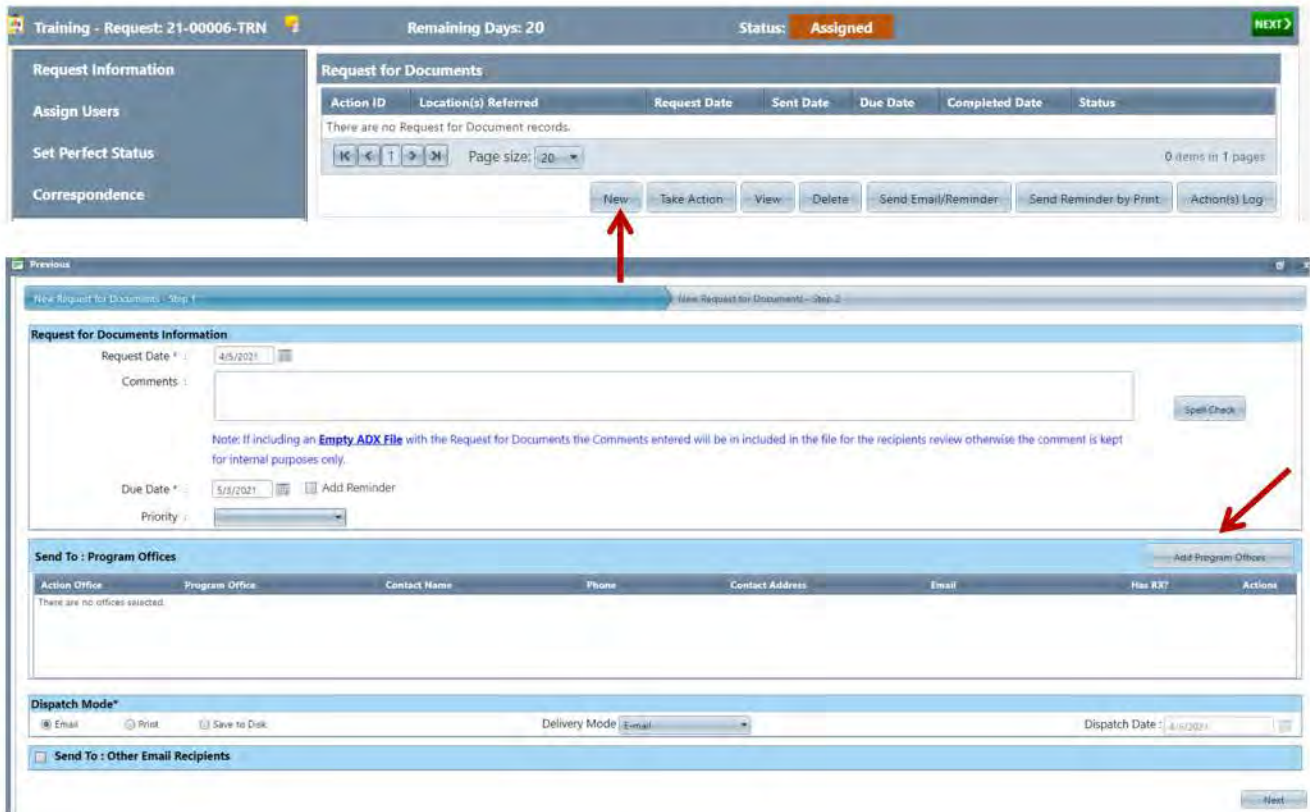 Training - Request: 21-00006-TRN Remaining Days: 20 Status: Assigned NEXT
Request Information
Assign Users
Set Perfect Status
Correspondence
Request for Documents
Action ID Location(s) Referred Request Date Sent Date Due Date Completed Date Status
There are no Request for Document records.
1 Page size: 20 0 items in 1 pages
New Take Action View Delete Send Email/Reminder Send Reminder by Print Action(s) Log
Previous
New Request for Documents - Step 1 New Request for Documents - Step 2
Request for Documents Information
Request Date * : 4/5/2021
Comments :
Spell Check
Note: If including an Empty ADX File with the Request for Documents the Comments entered will be in included in the file for the recipients review otherwise the comment is kept
for internal purposes only.
Due Date * : 5/3/2021 Add Reminder
Priority :
Send To : Program Offices Add Program Offices
Action Office Program Office Contact Name Phone Contact Address Email Has RX? Actions
There are no offices selected.
Dispatch Mode*
Email Print Save to Disk Delivery Mode E-mail Dispatch Date : 4/5/2021
Send To : Other Email Recipients
Next